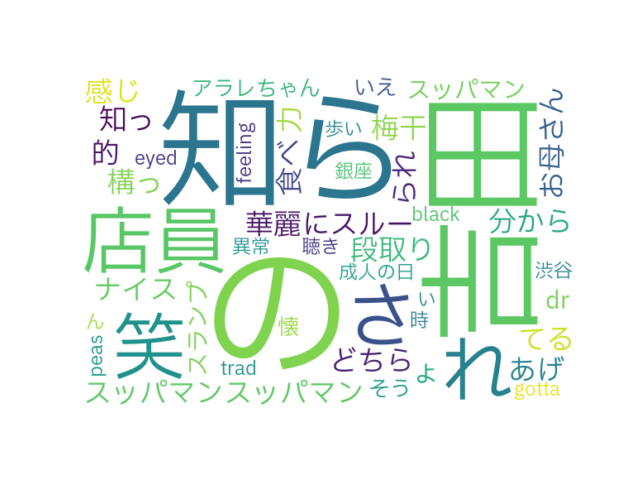 感じ
アラレちゃん
いえ
スッパマン
知っ
知ら
feeling
歩い
梅干
吉田
お母さん
的
eyed
構っ
食べ
銀座
られ
店員
華麗にスルー
black
分から
異常
聴き
段取り
の
成人の日
渋谷
ナイス
スランプ
さ
い
時
dr
ん
笑
懐
てる
peas
trad
どちら
よ
れ
あげ
スッパマンスッパマン
そう
gotta